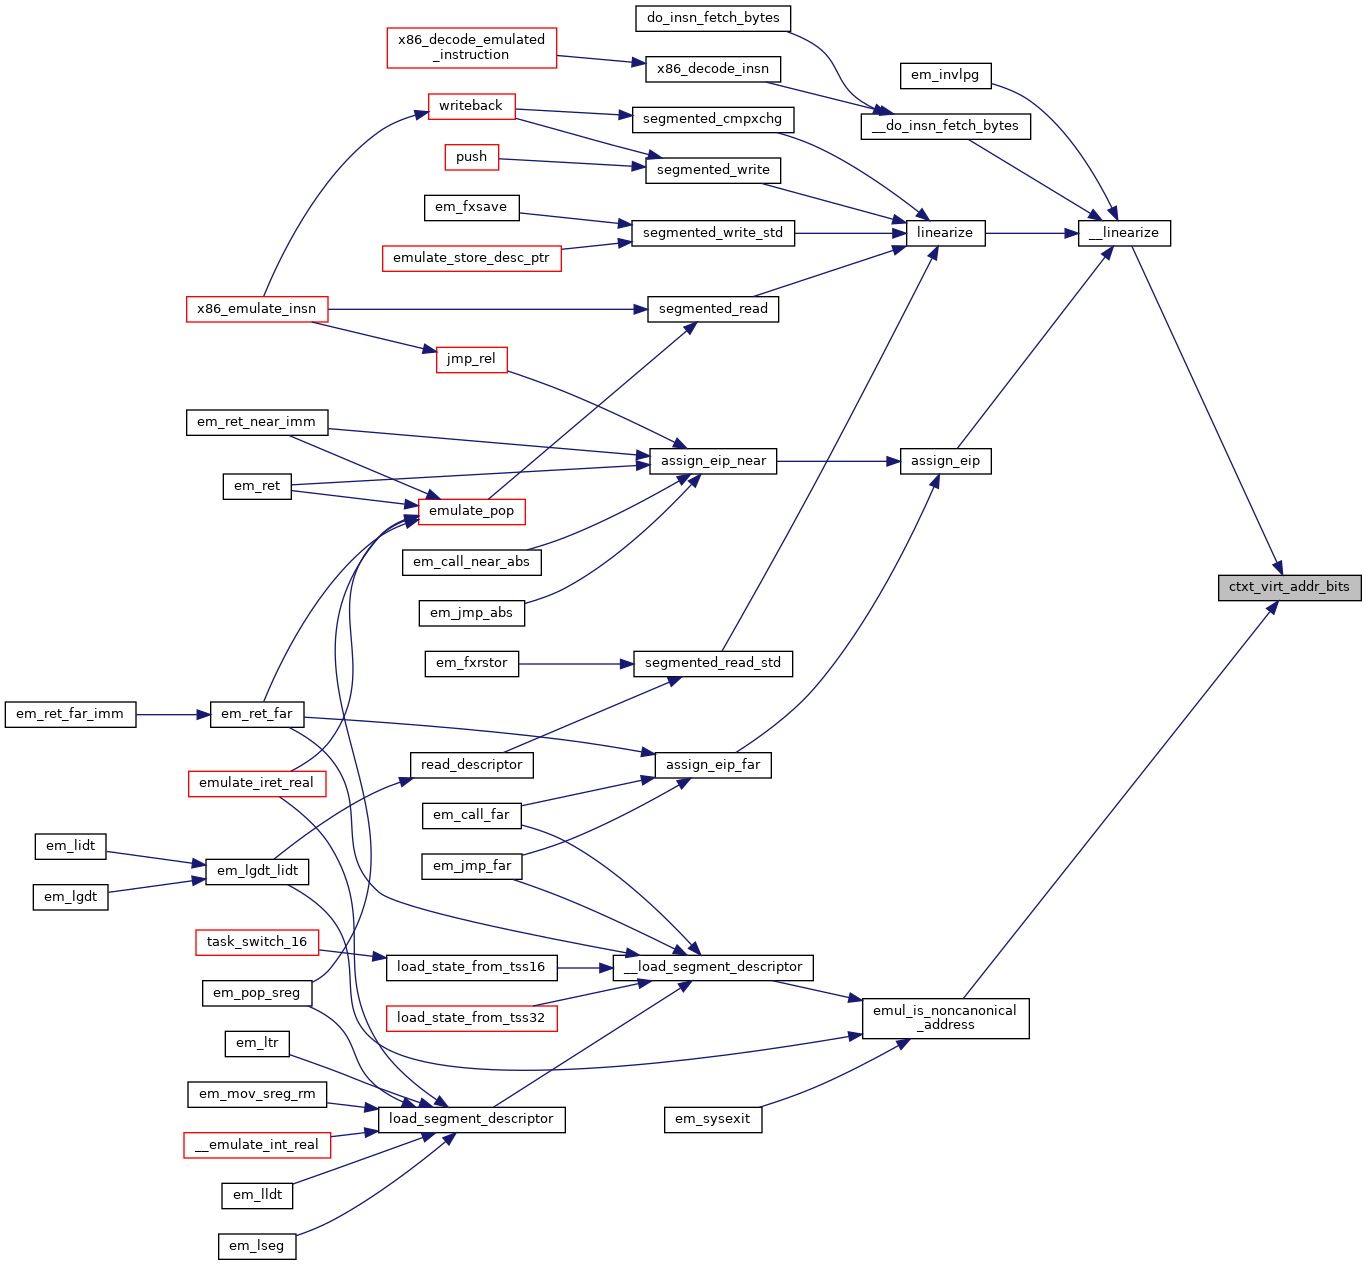 do_insn_fetch_bytes
x86_decode_emulated
_instruction
x86_decode_insn
em_invlpg
writeback
segmented_cmpxchg
__do_insn_fetch_bytes
push
segmented_write
em_fxsave
segmented_write_std
linearize
__linearize
emulate_store_desc_ptr
x86_emulate_insn
segmented_read
jmp_rel
em_ret_near_imm
assign_eip_near
assign_eip
em_ret
emulate_pop
em_call_near_abs
ctxt_virt_addr_bits
em_jmp_abs
em_fxrstor
segmented_read_std
em_ret_far_imm
em_ret_far
read_descriptor
assign_eip_far
emulate_iret_real
em_call_far
em_lidt
em_jmp_far
em_lgdt_lidt
em_lgdt
task_switch_16
load_state_from_tss16
__load_segment_descriptor
em_pop_sreg
load_state_from_tss32
emul_is_noncanonical
_address
em_ltr
em_mov_sreg_rm
load_segment_descriptor
em_sysexit
__emulate_int_real
em_lldt
em_lseg